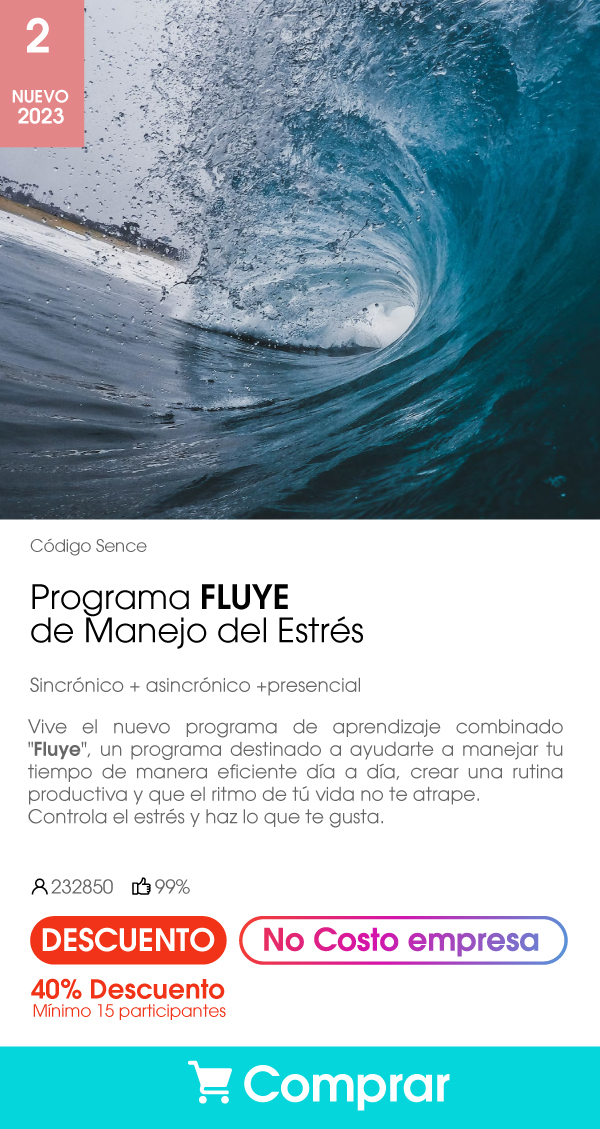 2
NUEVO
2023
Código Sence
Programa FLUYE
de Manejo del Estrés
Sincrónico + asincrónico +presencial
Vive el nuevo programa de aprendizaje combinado
"Fluye", un programa destinado a ayudarte a manejar tu
tiempo de manera eficiente día a día, crear una rutina
productiva y que el ritmo de tú vida no te atrape.
Controla el estrés y haz lo que te gusta.
232850 99%
DESCUENTO No Costo empresa
40% Descuento
Mínimo 15 participantes
Comprar